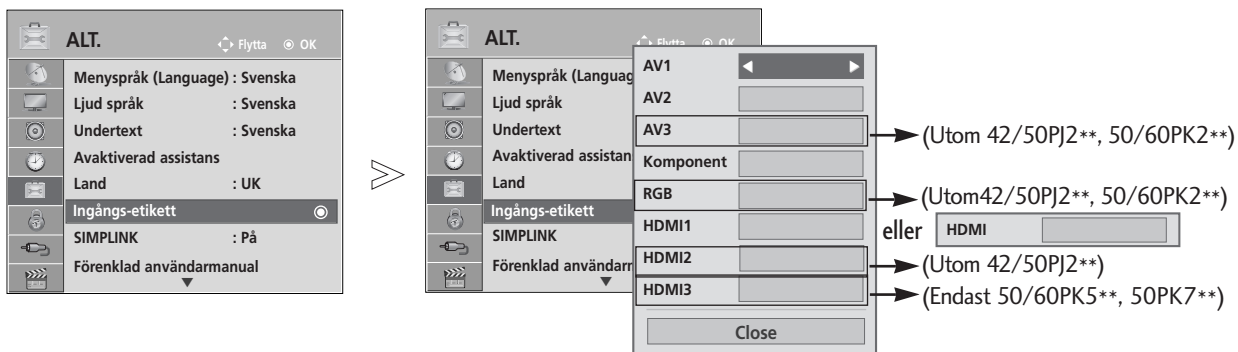 ALT.
Flytta OK
Menyspråk (Language) : Svenska
Ljud språk : Svenska
Undertext : Svenska
Avaktiverad assistans
Land : UK
Ingångs-etikett
SIMPLINK : På
Förenklad användarmanual
ALT.
Flytta OK
Menyspråk (Languag
Ljud språk
Undertext
Avaktiverad assistan
Land
Ingångs-etikett
SIMPLINK
Förenklad användarr
AV1
AV2
AV3
Komponent
RGB
HDMI1
HDMI2
HDMI3
Close
(Utom 42/50PJ2**, 50/60PK2**)
(Utom42/50PJ2**, 50/60PK2**)
eller HDMI
(Utom 42/50PJ2**)
(Endast 50/60PK5**, 50PK7**)